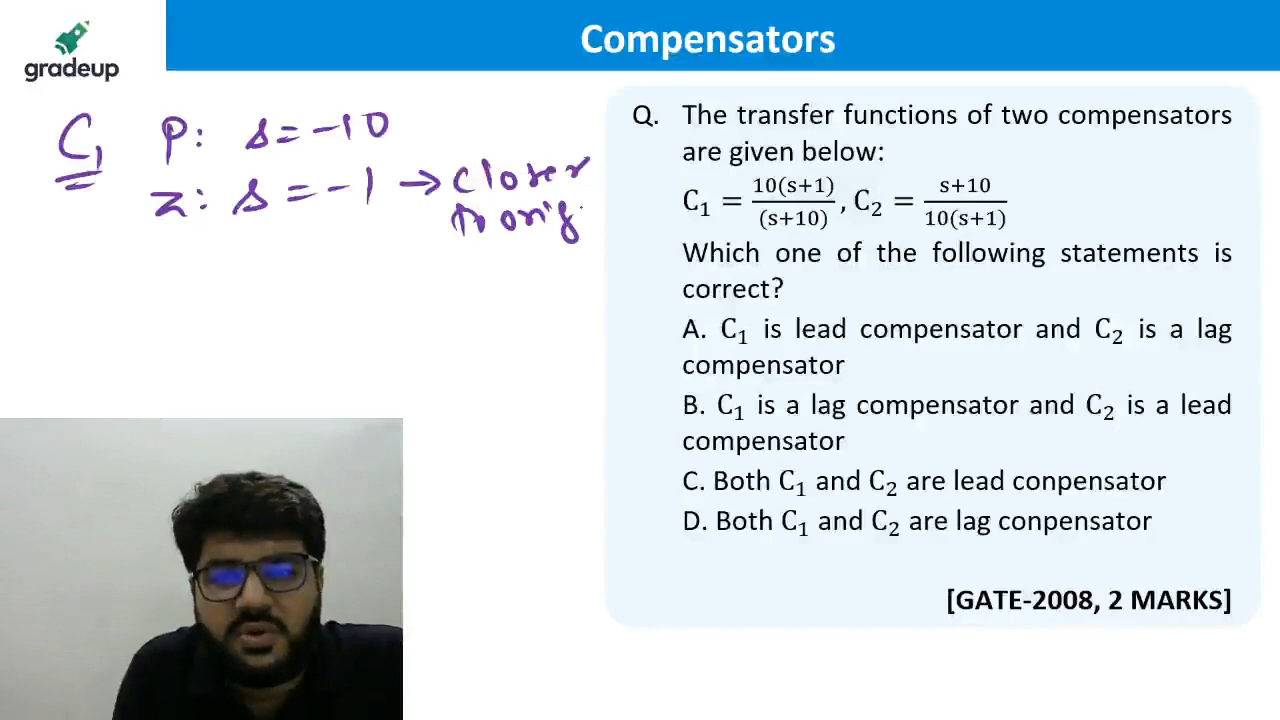 Compensators
gradeup
C₁ P: s = -10
z: s = -1 → closer
to orig.
Q. The transfer functions of two compensators
are given below:
C₁ = 10(s+1)/(s+10), C₂ = s+10/10(s+1)
Which one of the following statements is
correct?
A. C₁ is lead compensator and C₂ is a lag
compensator
B. C₁ is a lag compensator and C₂ is a lead
compensator
C. Both C₁ and C₂ are lead conpensator
D. Both C₁ and C₂ are lag conpensator
[GATE-2008, 2 MARKS]